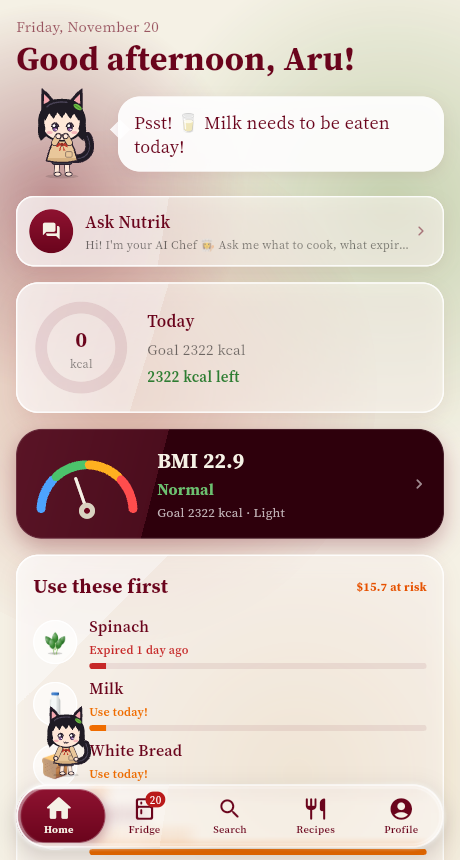 Friday, November 20
Good afternoon, Aru!
Psst! 🥛 Milk needs to be eaten
today!
Ask Nutrik
Hi! I'm your AI Chef 👩‍🍳 Ask me what to cook, what expir...
0
kcal
Today
Goal 2322 kcal
2322 kcal left
BMI 22.9
Normal
Goal 2322 kcal · Light
Use these first
$15.7 at risk
Spinach
Expired 1 day ago
Milk
Use today!
White Bread
Use today!
20
Home
Fridge
Search
Recipes
Profile